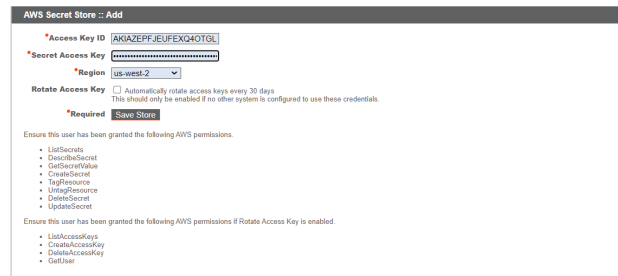 AWS Secret Store :: Add
*Access Key ID AKIAZEPFJEUFEXQ4OTGL
*Secret Access Key ••••••••••••••••••••••••••••••••••••••••
*Region us-west-2
Rotate Access Key Automatically rotate access keys every 30 days
This should only be enabled if no other system is configured to use these credentials.
*Required Save Store
Ensure this user has been granted the following AWS permissions.
▪ ListSecrets
▪ DescribeSecret
▪ GetSecretValue
▪ CreateSecret
▪ TagResource
▪ UntagResource
▪ DeleteSecret
▪ UpdateSecret
Ensure this user has been granted the following AWS permissions if Rotate Access Key is enabled.
▪ ListAccessKeys
▪ CreateAccessKey
▪ DeleteAccessKey
▪ GetUser